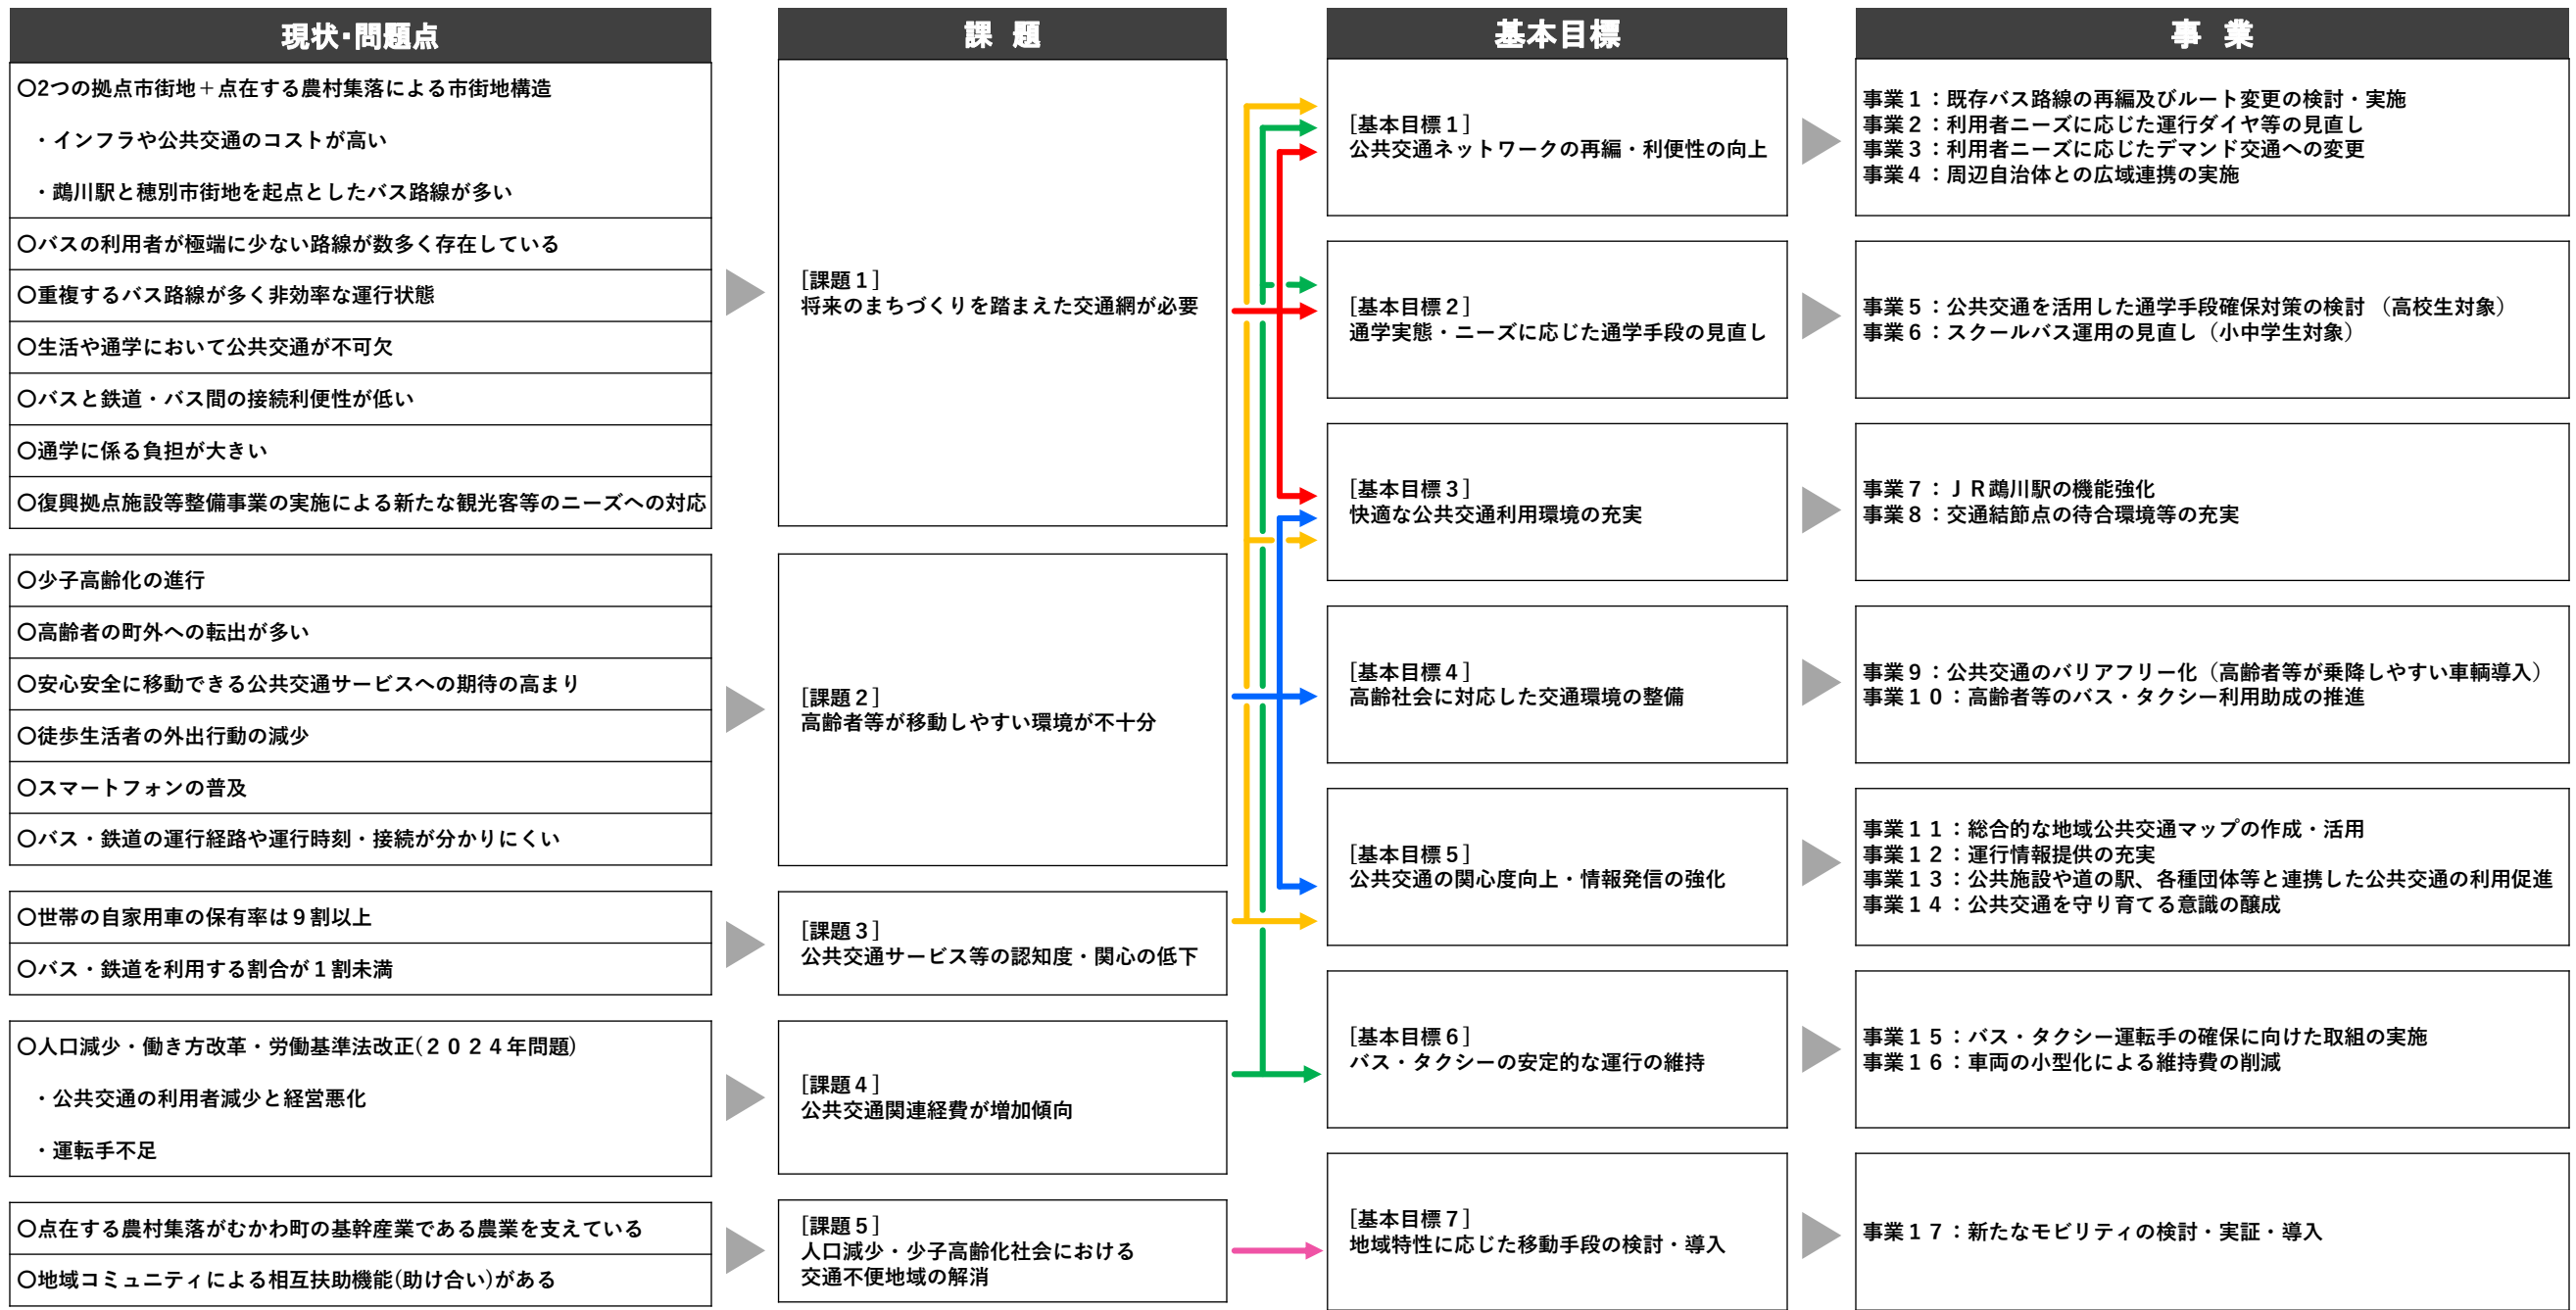 現状･問題点
〇2つの拠点市街地＋点在する農村集落による市街地構造
・インフラや公共交通のコストが高い
・鵡川駅と穂別市街地を起点としたバス路線が多い
〇バスの利用者が極端に少ない路線が数多く存在している
〇重複するバス路線が多く非効率な運行状態
〇生活や通学において公共交通が不可欠
〇バスと鉄道・バス間の接続利便性が低い
〇通学に係る負担が大きい
〇復興拠点施設等整備事業の実施による新たな観光客等のニーズへの対応
〇少子高齢化の進行
〇高齢者の町外への転出が多い
〇安心安全に移動できる公共交通サービスへの期待の高まり
〇徒歩生活者の外出行動の減少
〇スマートフォンの普及
〇バス・鉄道の運行経路や運行時刻・接続が分かりにくい
〇世帯の自家用車の保有率は９割以上
〇バス・鉄道を利用する割合が１割未満
〇人口減少・働き方改革・労働基準法改正(２０２４年問題)
・公共交通の利用者減少と経営悪化
・運転手不足
〇点在する農村集落がむかわ町の基幹産業である農業を支えている
〇地域コミュニティによる相互扶助機能(助け合い)がある
課 題
[課題１]
将来のまちづくりを踏まえた交通網が必要
[課題２]
高齢者等が移動しやすい環境が不十分
[課題３]
公共交通サービス等の認知度・関心の低下
[課題４]
公共交通関連経費が増加傾向
[課題５]
人口減少・少子高齢化社会における
交通不便地域の解消
基本目標
[基本目標１]
公共交通ネットワークの再編・利便性の向上
[基本目標２]
通学実態・ニーズに応じた通学手段の見直し
[基本目標３]
快適な公共交通利用環境の充実
[基本目標４]
高齢社会に対応した交通環境の整備
[基本目標５]
公共交通の関心度向上・情報発信の強化
[基本目標６]
バス・タクシーの安定的な運行の維持
[基本目標７]
地域特性に応じた移動手段の検討・導入
事 業
事業１：既存バス路線の再編及びルート変更の検討・実施
事業２：利用者ニーズに応じた運行ダイヤ等の見直し
事業３：利用者ニーズに応じたデマンド交通への変更
事業４：周辺自治体との広域連携の実施
事業５：公共交通を活用した通学手段確保対策の検討 （高校生対象）
事業６：スクールバス運用の見直し（小中学生対象）
事業７：ＪＲ鵡川駅の機能強化
事業８：交通結節点の待合環境等の充実
事業９：公共交通のバリアフリー化（高齢者等が乗降しやすい車輌導入）
事業１０：高齢者等のバス・タクシー利用助成の推進
事業１１：総合的な地域公共交通マップの作成・活用
事業１２：運行情報提供の充実
事業１３：公共施設や道の駅、各種団体等と連携した公共交通の利用促進
事業１４：公共交通を守り育てる意識の醸成
事業１５：バス・タクシー運転手の確保に向けた取組の実施
事業１６：車両の小型化による維持費の削減
事業１７：新たなモビリティの検討・実証・導入